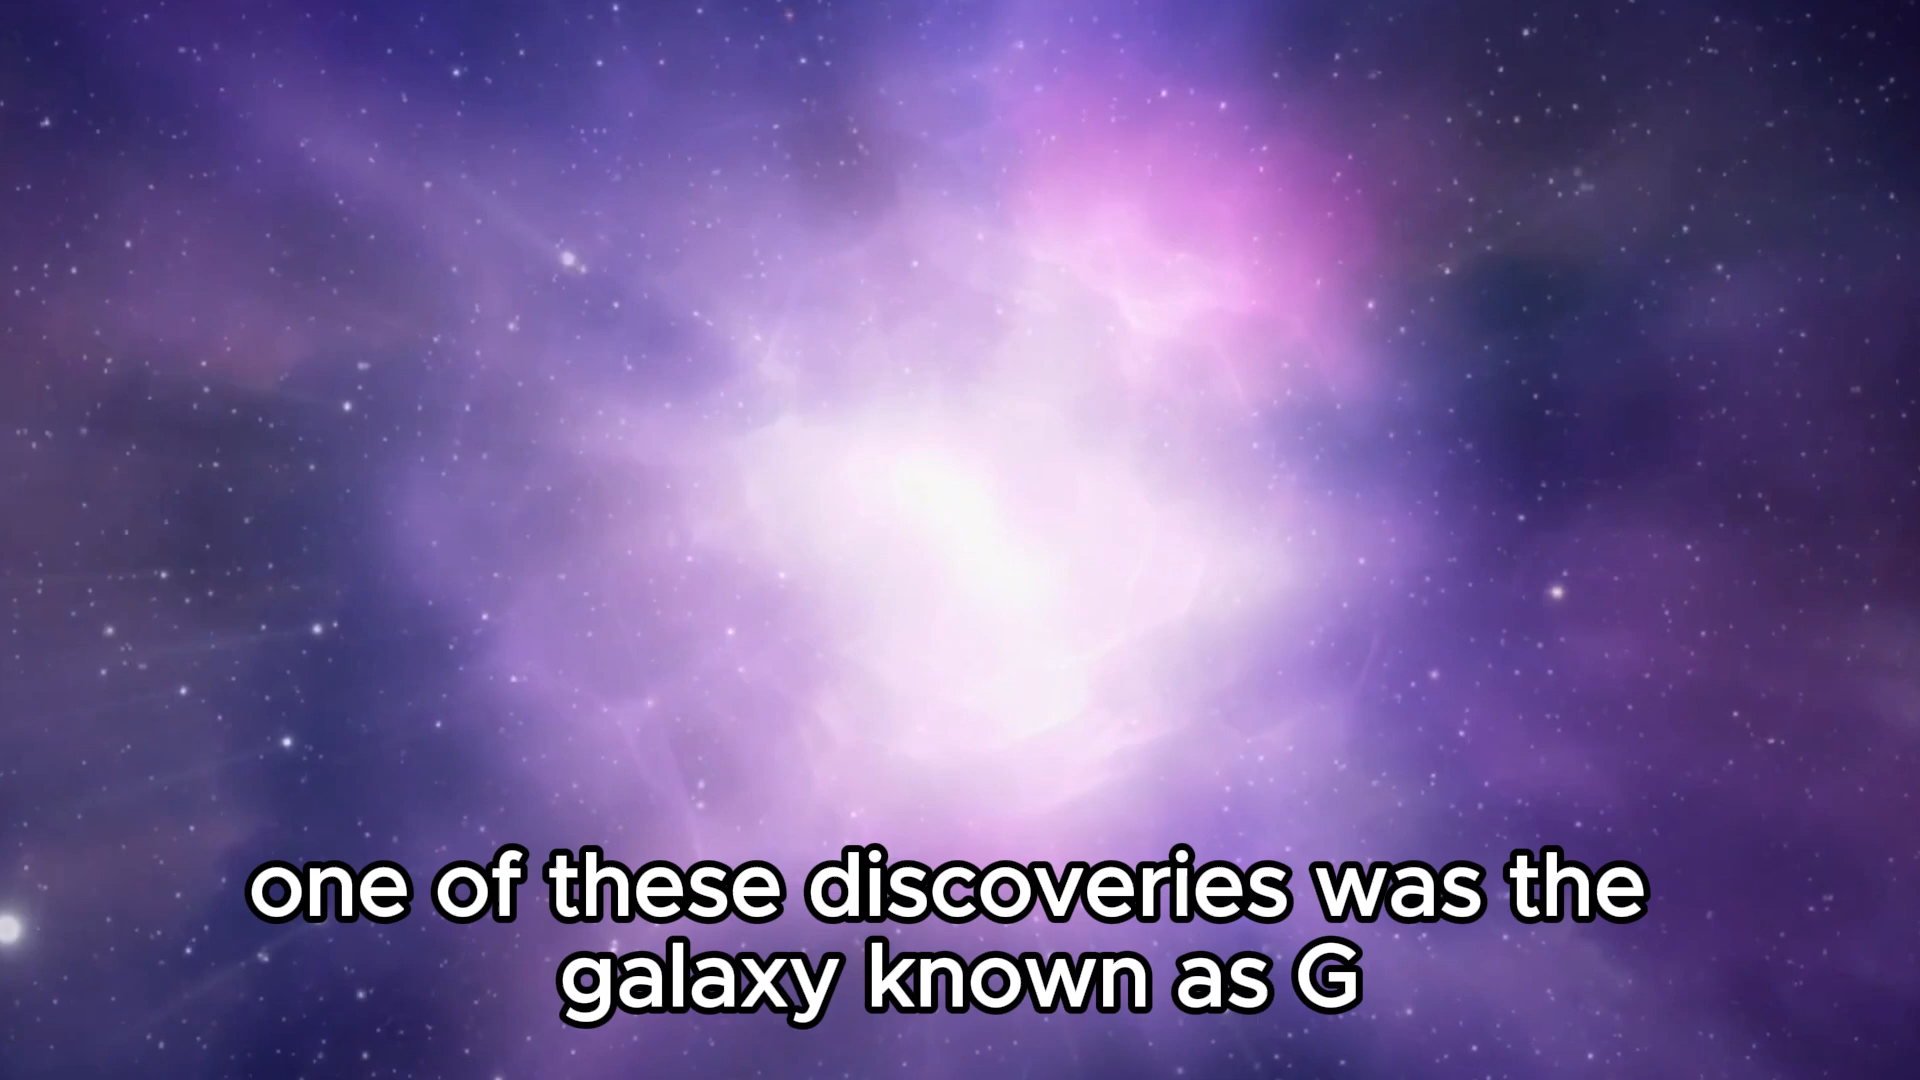 one of these discoveries was the
galaxy known as G